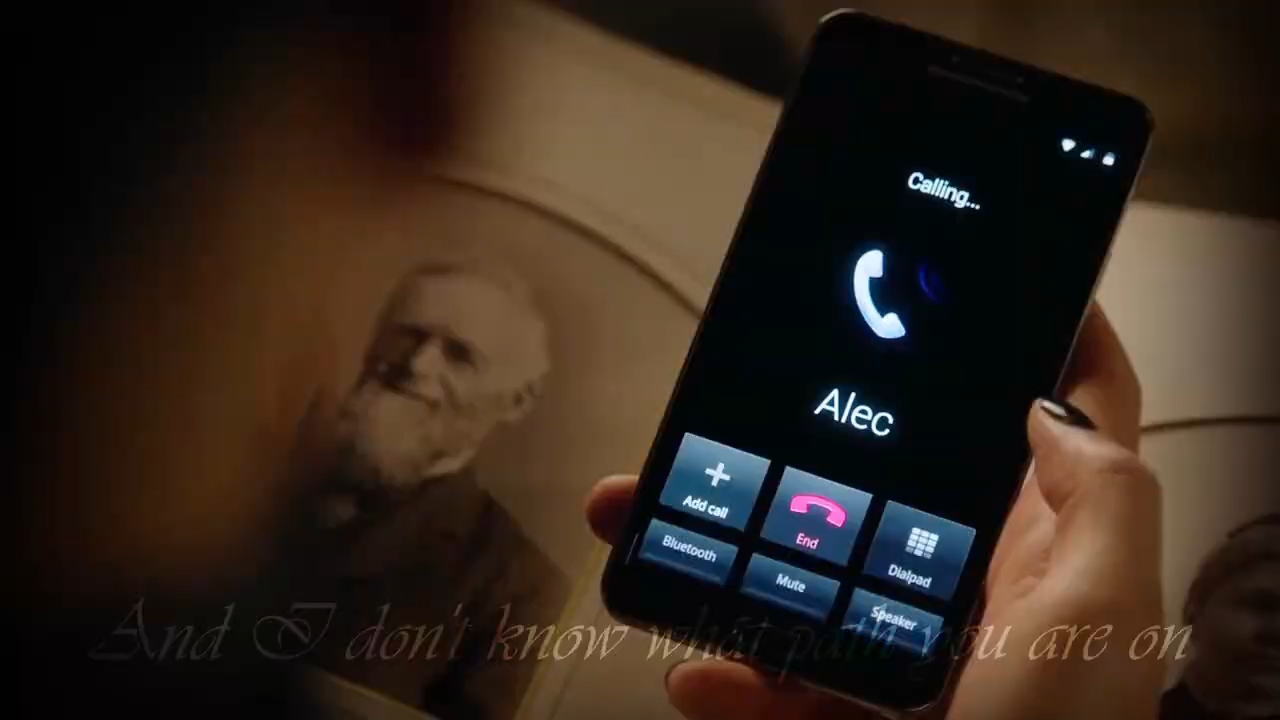 Calling...
Alec
Add call
End
Dialpad
Bluetooth
Mute
Speaker
And I don't know what path you are on